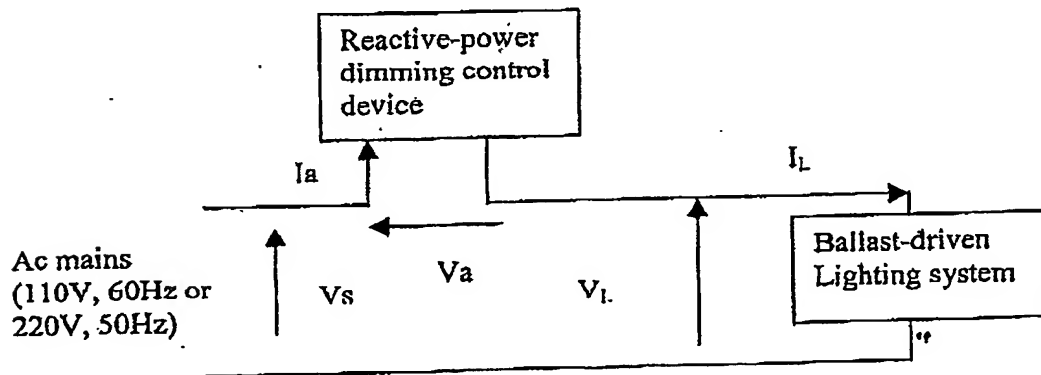 Reactive-power
dimming control
device
Ia
IL
Ac mains
(110V, 60Hz or
220V, 50Hz)
Vs
Va
VL
Ballast-driven
Lighting system